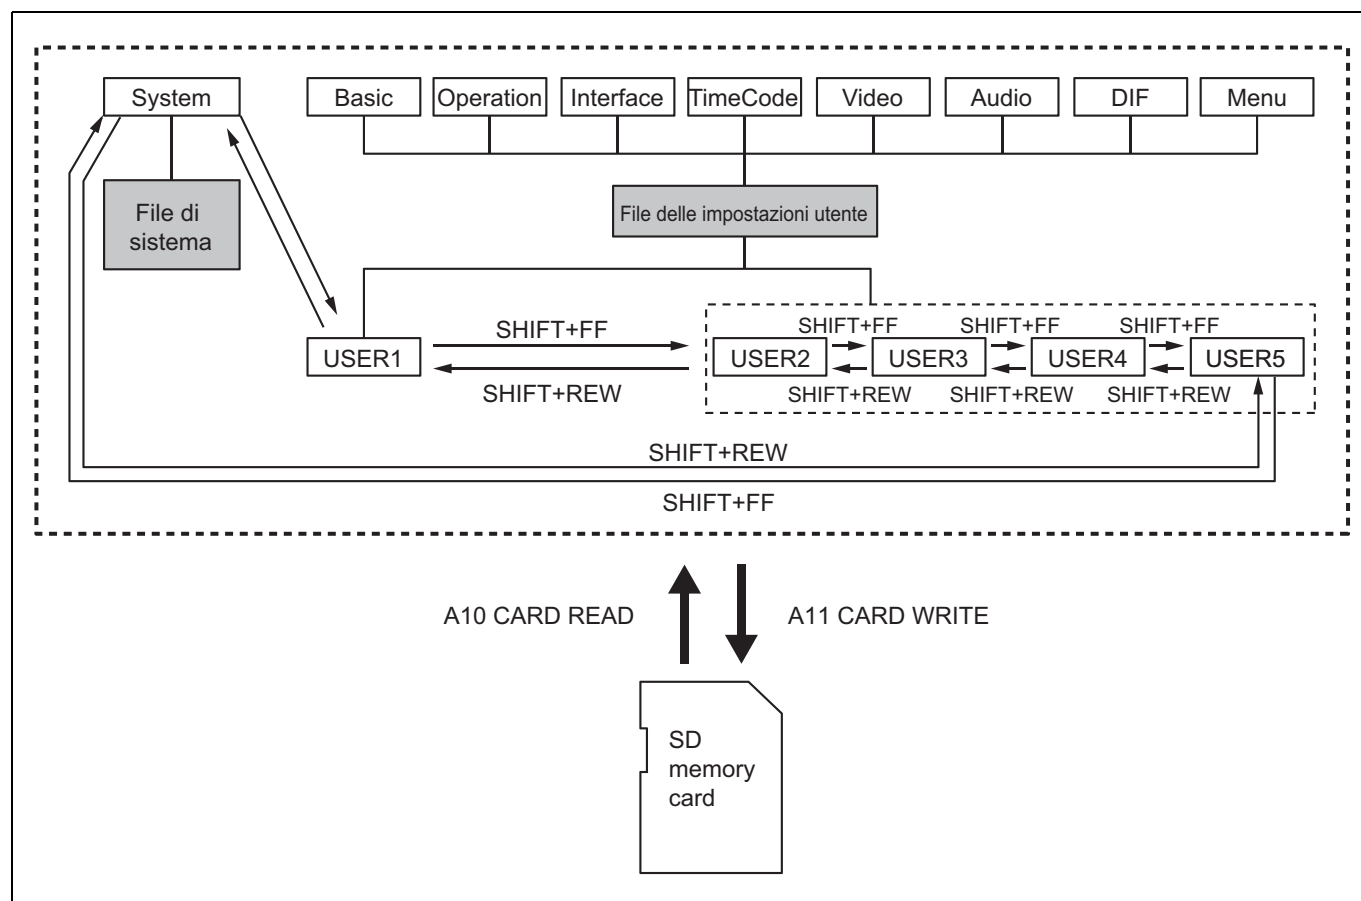 System
Basic
Operation
Interface
TimeCode
Video
Audio
DIF
Menu
File di
sistema
File delle impostazioni utente
SHIFT+FF
SHIFT+FF
SHIFT+FF
SHIFT+FF
USER1
USER2
USER3
USER4
USER5
SHIFT+REW
SHIFT+REW
SHIFT+REW
SHIFT+REW
SHIFT+REW
SHIFT+FF
A10 CARD READ
A11 CARD WRITE
SD
memory
card